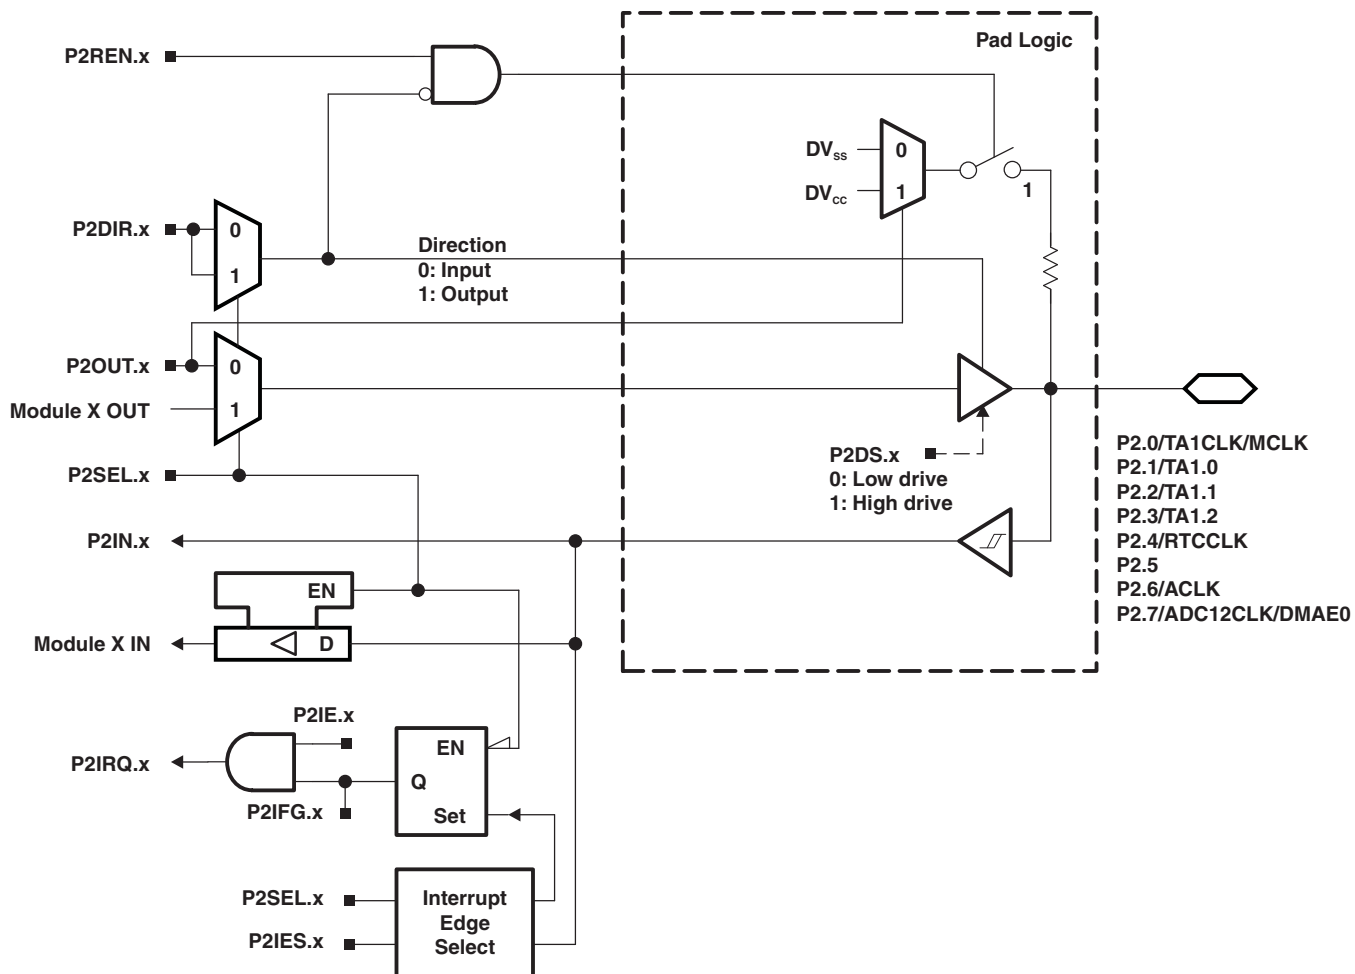 Pad Logic
P2REN.x
DVSS
0
DVCC
1
1
P2DIR.x
0
1
Direction
0: Input
1: Output
P2OUT.x
0
Module X OUT
1
P2DS.x
0: Low drive
1: High drive
P2SEL.x
P2.0/TA1CLK/MCLK
P2.1/TA1.0
P2.2/TA1.1
P2.3/TA1.2
P2.4/RTCCLK
P2.5
P2.6/ACLK
P2.7/ADC12CLK/DMAE0
P2IN.x
EN
Module X IN
D
P2IE.x
EN
P2IRQ.x
Q
P2IFG.x
Set
P2SEL.x
P2IES.x
Interrupt
Edge
Select